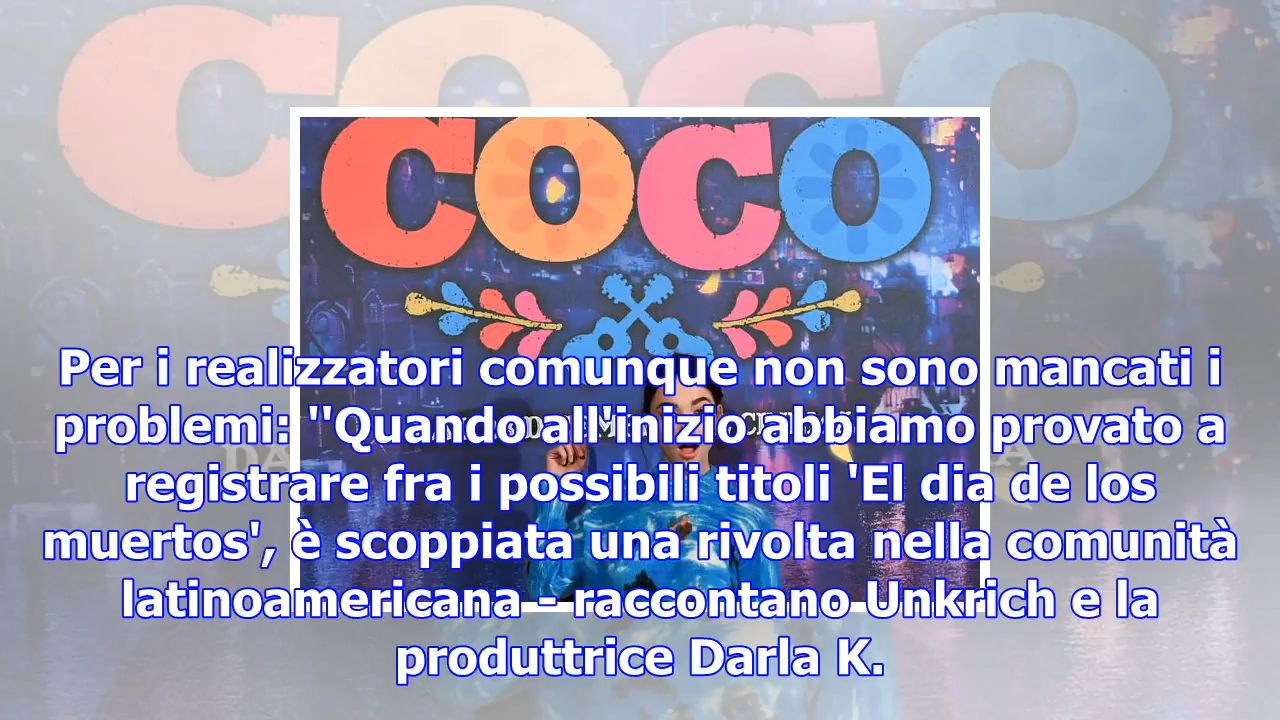 COCO
COCO
Per i realizzatori comunque non sono mancati i
problemi: "Quando all'inizio abbiamo provato a
registrare fra i possibili titoli 'El dia de los
muertos', è scoppiata una rivolta nella comunità
latinoamericana - raccontano Unkrich e la
produttrice Darla K.